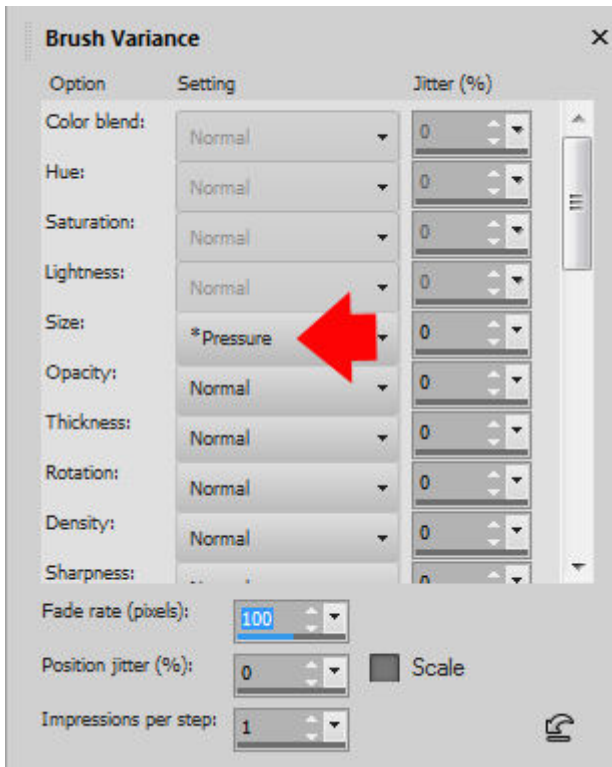 Brush Variance
Option Setting Jitter (%)
Color blend: Normal 0
Hue: Normal 0
Saturation: Normal 0
Lightness: Normal 0
Size: *Pressure 0
Opacity: Normal 0
Thickness: Normal 0
Rotation: Normal 0
Density: Normal 0
Sharpness:
Fade rate (pixels): 100
Position jitter (%): 0 Scale
Impressions per step: 1